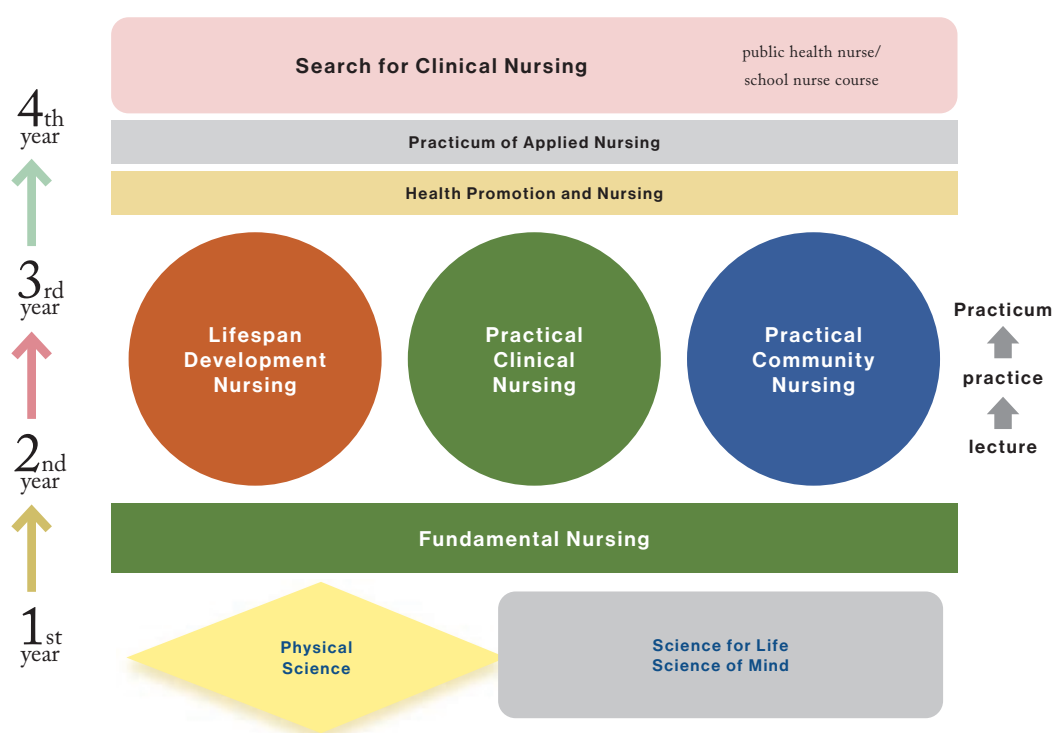 Search for Clinical Nursing
public health nurse/
school nurse course
4th
year
Practicum of Applied Nursing
Health Promotion and Nursing
3rd
year
Lifespan
Development
Nursing
Practical
Clinical
Nursing
Practical
Community
Nursing
Practicum
practice
lecture
2nd
year
Fundamental Nursing
1st
year
Physical
Science
Science for Life
Science of Mind